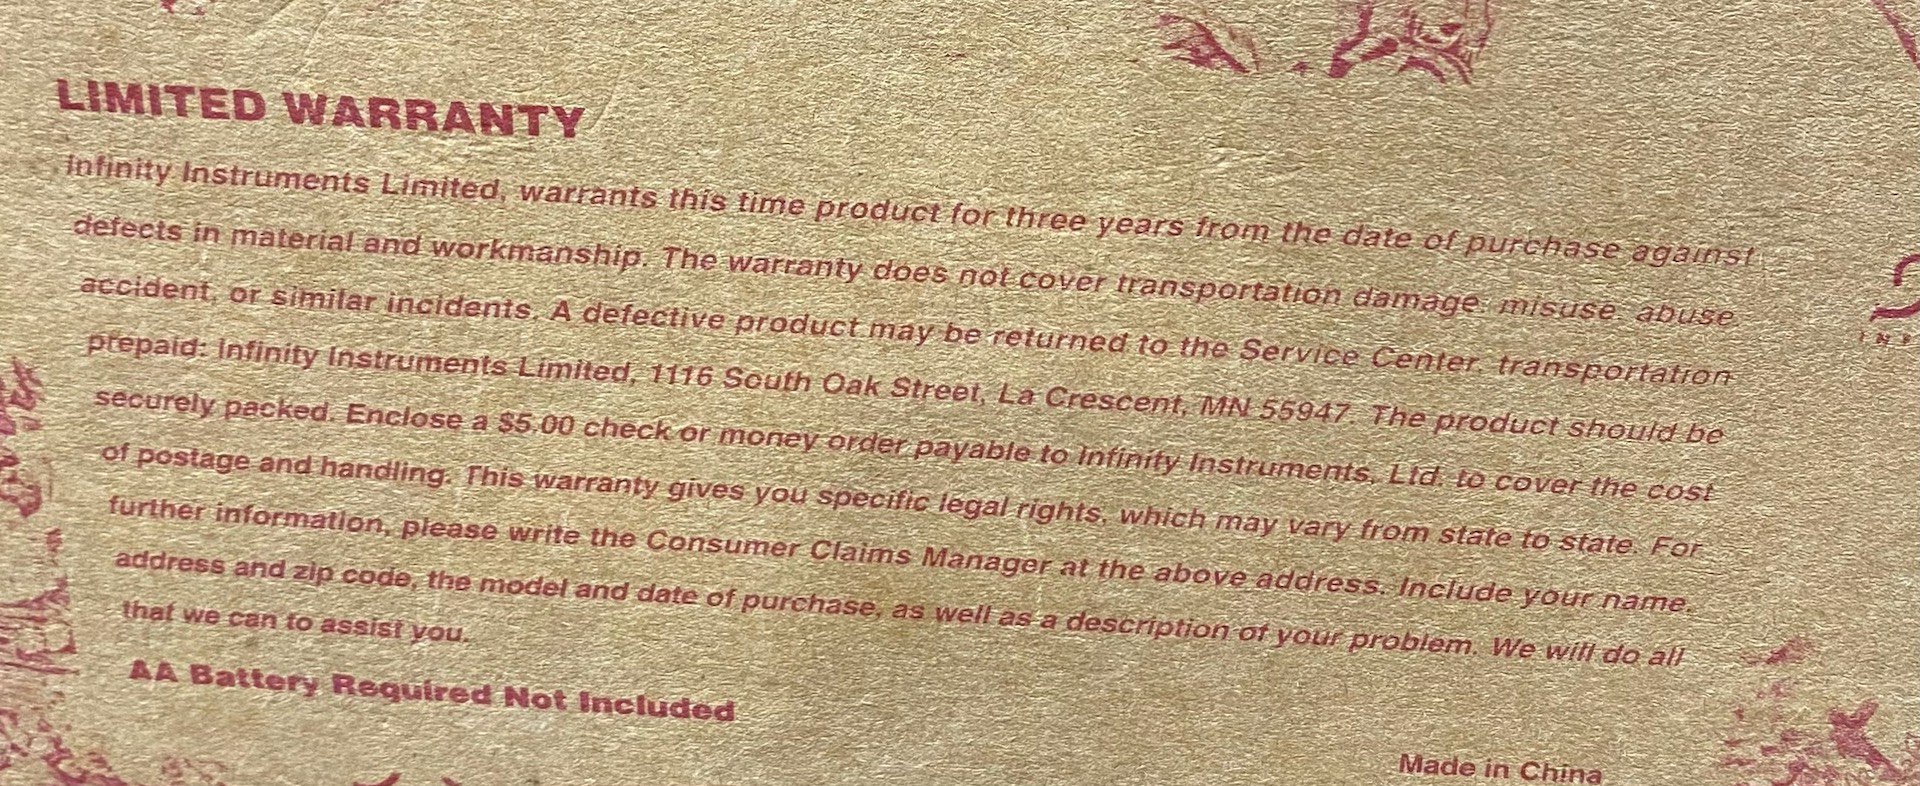 LIMITED WARRANTY
Infinity Instruments Limited, warrants this time product for three years from the date of purchase against
defects in material and workmanship. The warranty does not cover transportation damage, misuse, abuse,
accident, or similar incidents. A defective product may be returned to the Service Center, transportation
prepaid: Infinity Instruments Limited, 1116 South Oak Street, La Crescent, MN 55947. The product should be
securely packed. Enclose a $5.00 check or money order payable to Infinity Instruments, Ltd. to cover the cost
of postage and handling. This warranty gives you specific legal rights, which may vary from state to state. For
further information, please write the Consumer Claims Manager at the above address. Include your name,
address and zip code, the model and date of purchase, as well as a description of your problem. We will do all
that we can to assist you.
AA Battery Required Not Included
Made in China